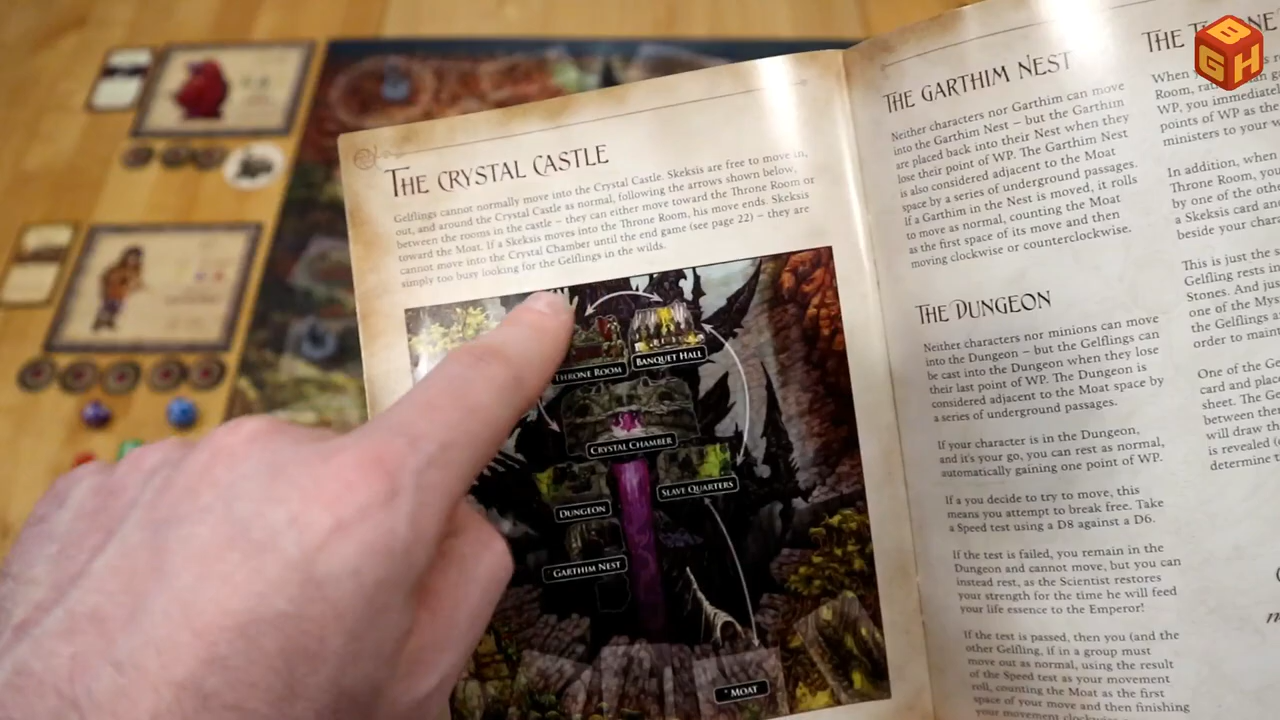 THE CRYSTAL CASTLE
Gelflings cannot normally move into the Crystal Castle. Skeksis are free to move in,
out, and around the Crystal Castle as normal, following the arrows shown below,
between the rooms in the castle – they can either move toward the Throne Room or
toward the Moat. If a Skeksis moves into the Throne Room, his move ends. Skeksis
cannot move into the Crystal Chamber until the end game (see page 22) – they are
simply too busy looking for the Gelflings in the wilds.
THRONE ROOM
BANQUET HALL
CRYSTAL CHAMBER
SLAVE QUARTERS
DUNGEON
GARTHIM NEST
MOAT
THE GARTHIM NEST
Neither characters nor Garthim can move
into the Garthim Nest – but the Garthim
are placed back into their Nest when they
lose their point of WP. The Garthim Nest
is also considered adjacent to the Moat
space by a series of underground passages.
If a Garthim in the Nest is moved, it rolls
to move as normal, counting the Moat
as the first space of its move and then
moving clockwise or counterclockwise.
THE DUNGEON
Neither characters nor minions can move
into the Dungeon – but the Gelflings can
be cast into the Dungeon when they lose
their last point of WP. The Dungeon is
considered adjacent to the Moat space by
a series of underground passages.
If your character is in the Dungeon,
and it's your go, you can rest as normal,
automatically gaining one point of WP.
If a you decide to try to move, this
means you attempt to break free. Take
a Speed test using a D8 against a D6.
If the test is failed, you remain in the
Dungeon and cannot move, but you can
instead rest, as the Scientist restores
your strength for the time he will feed
your life essence to the Emperor!
If the test is passed, then you (and the
other Gelfling, if in a group must
move out as normal, using the result
of the Speed test as your movement
roll, counting the Moat as the first
space of your move and then finishing
your movement clockwise
THE
When
Room,
WP, you immediately
points of WP as the
ministers to your
In addition, when
Throne Room, you
by one of the other
a Skeksis card and
beside your
This is just the
Gelfling rests in
Stones. And just
one of the
the Gelflings
order to
One of the
card and
sheet. The
between
will draw
is revealed
determine
BGH